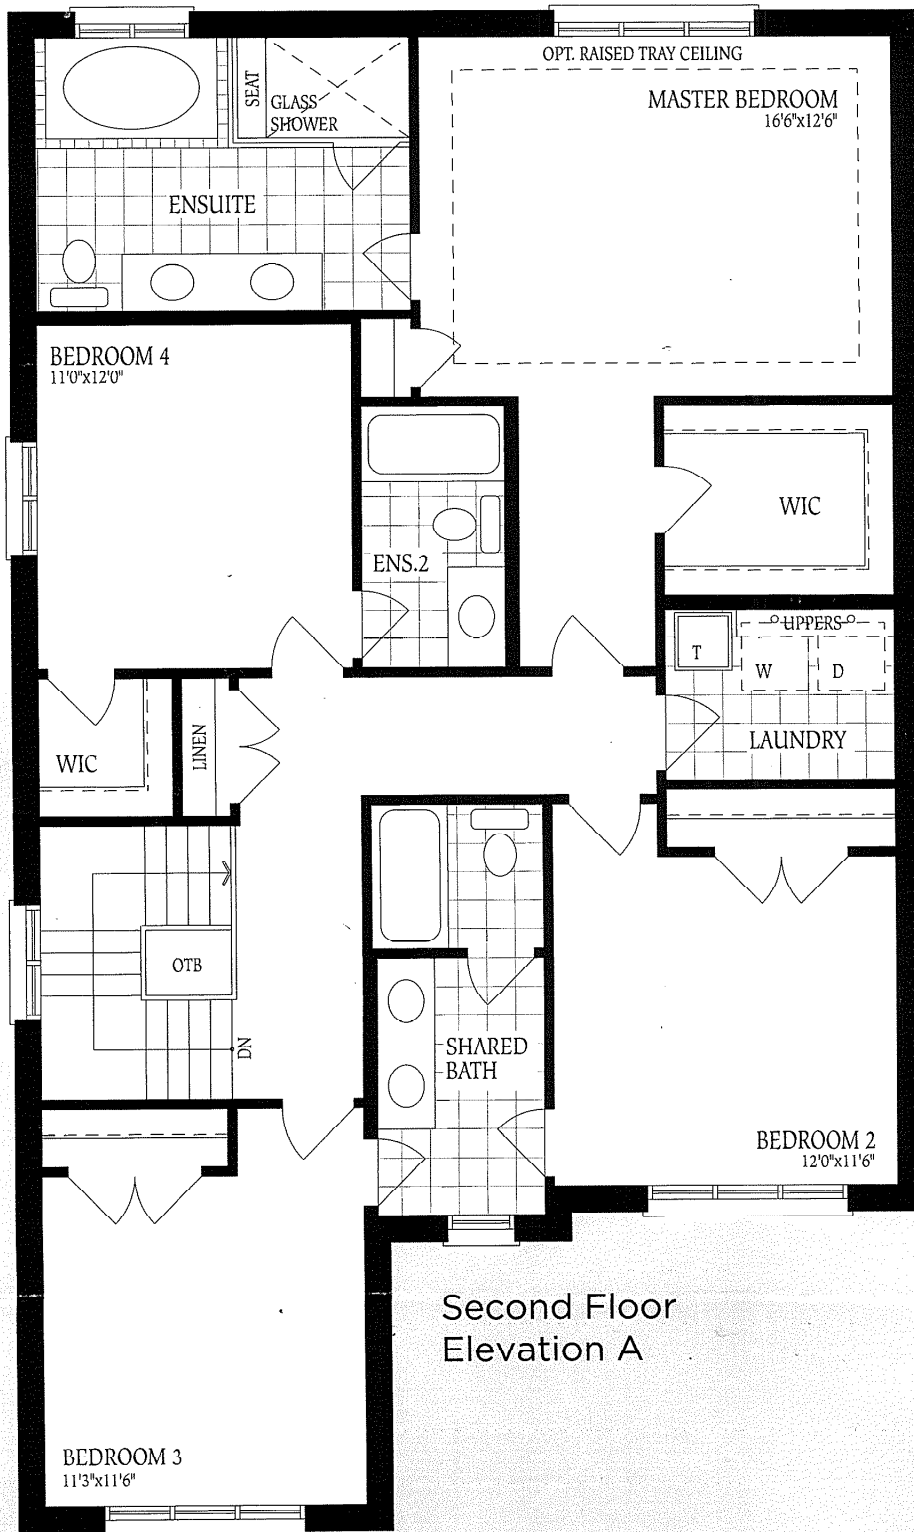 OPT. RAISED TRAY CEILING
MASTER BEDROOM
16'6"x12'6"
SEAT
GLASS
SHOWER
ENSUITE
BEDROOM 4
11'0"x12'0"
WIC
ENS.2
UPPERS
T
W
D
LAUNDRY
WIC
LINEN
OTB
DN
SHARED
BATH
BEDROOM 2
12'0"x11'6"
Second Floor
Elevation A
BEDROOM 3
11'3"x11'6"